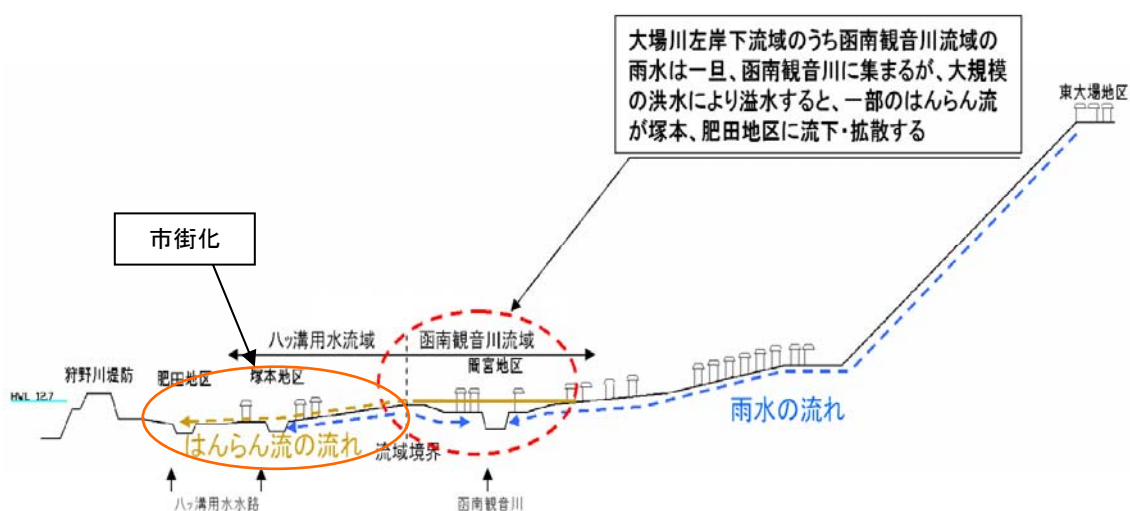 大場川左岸下流域のうち函南観音川流域の
雨水は一旦、函南観音川に集まるが、大規模
の洪水により溢水すると、一部のはんらん流
が塚本、肥田地区に流下・拡散する
東大場地区
市街化
八ッ溝用水流域
函南観音川流域
間宮地区
狩野川堤防
肥田地区
塚本地区
HWL 12.7
雨水の流れ
はんらん流の流れ
流域境界
八ッ溝用水水路
函南観音川